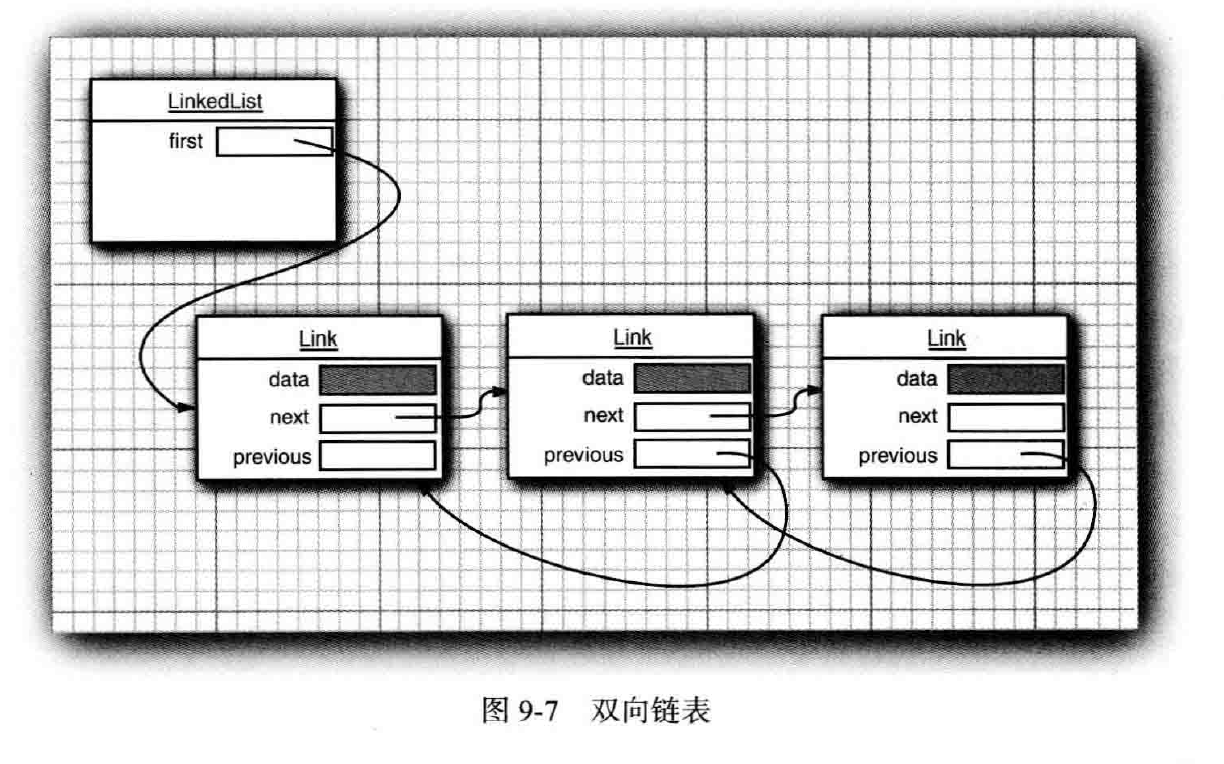 LinkedList
first
Link
data
next
previous
Link
data
next
previous
Link
data
next
previous
图 9-7 双向链表